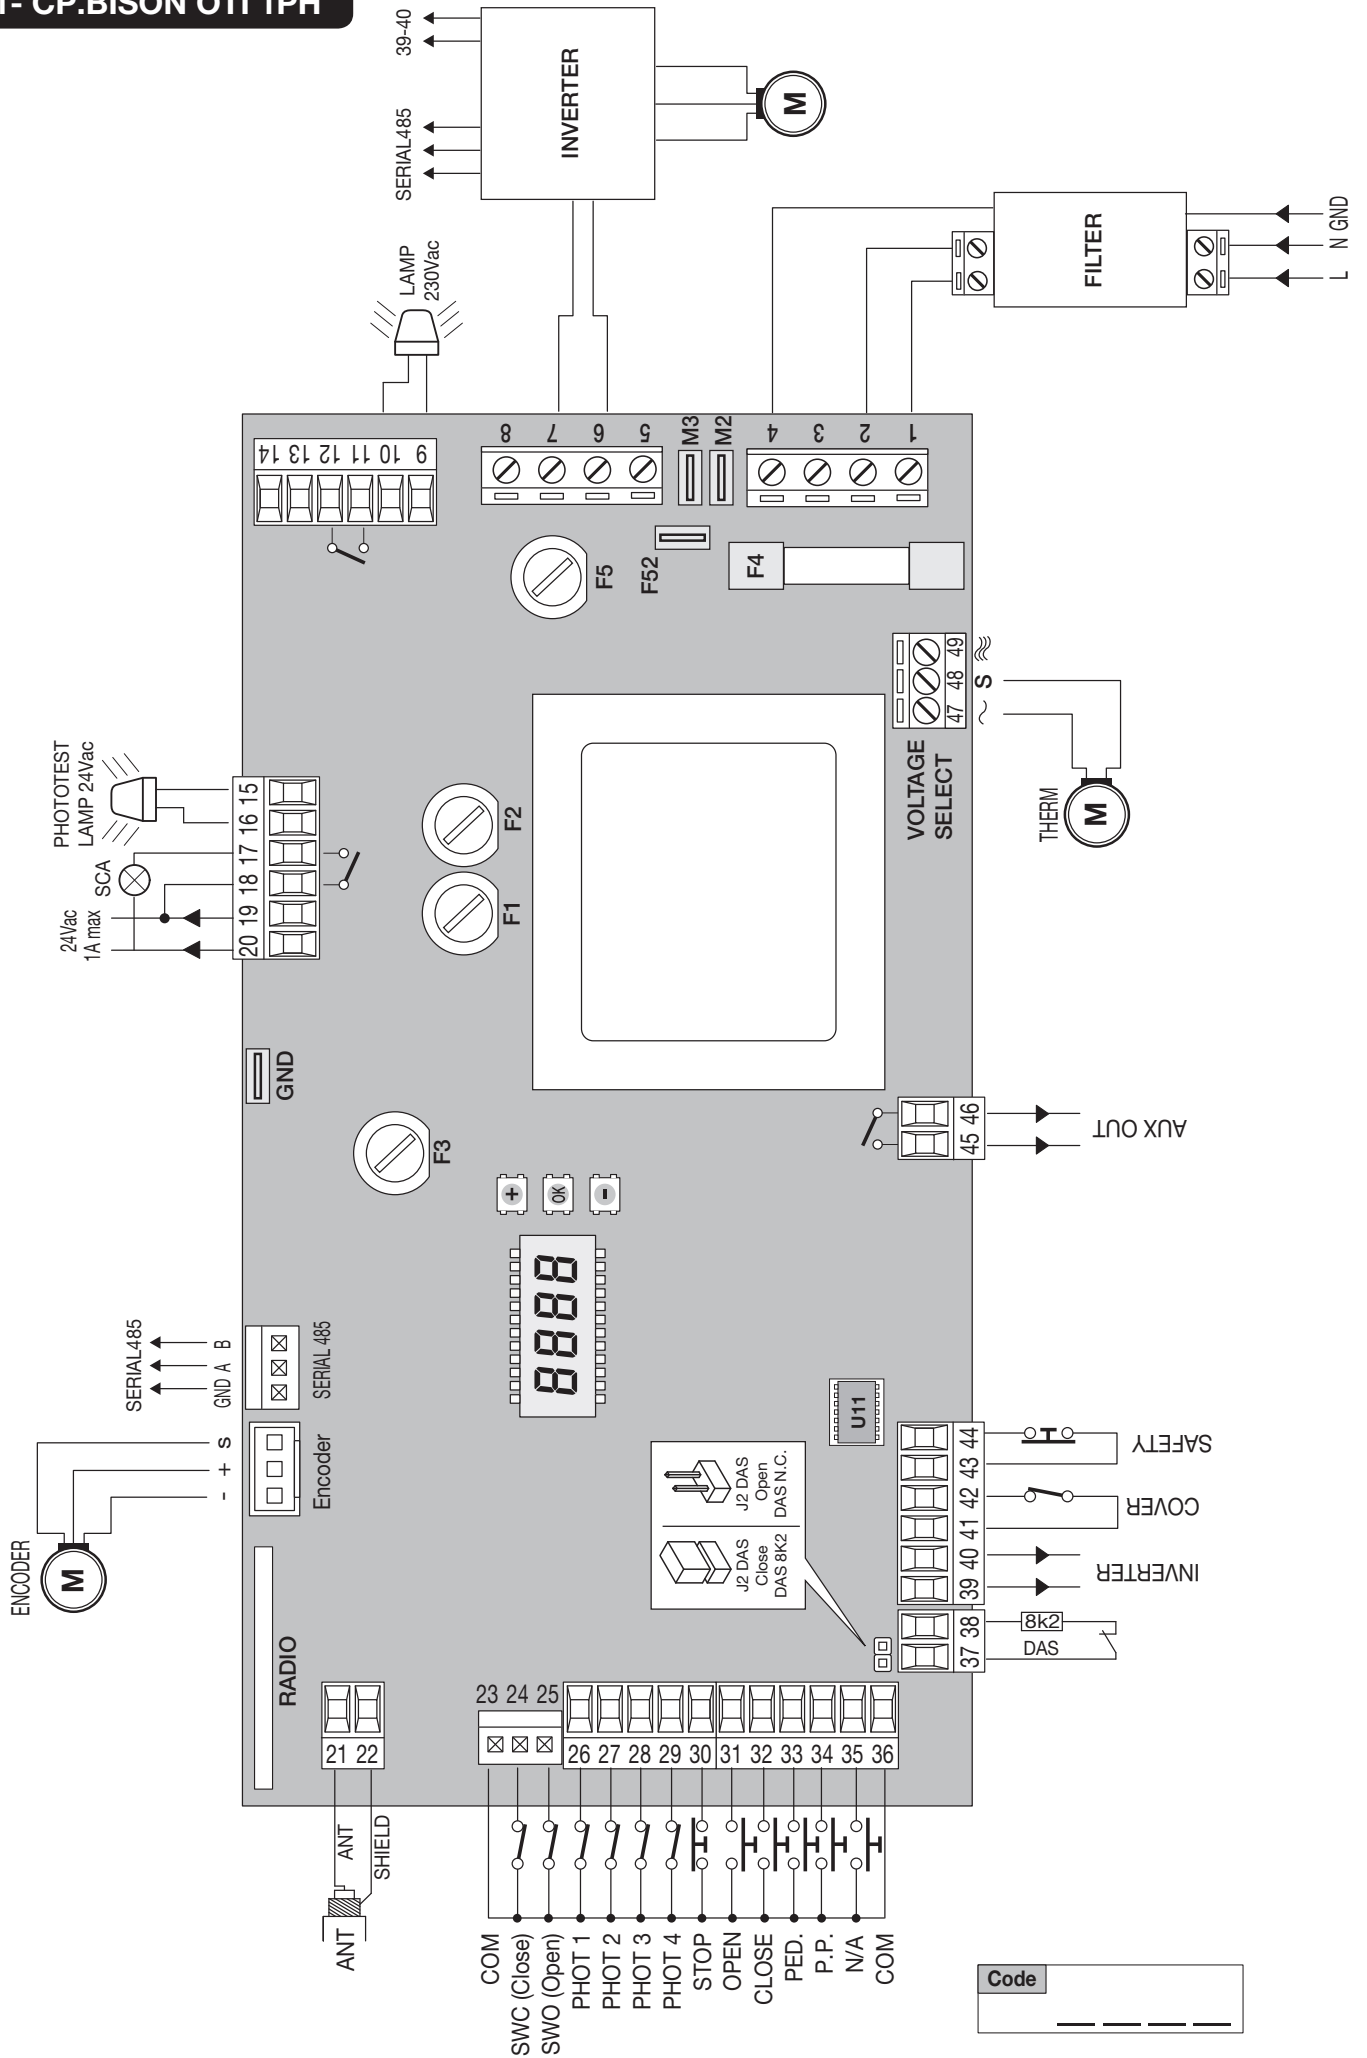 1- CP.BISON OTI 1PH
39-40
SERIAL485
INVERTER
M
LAMP
230Vac
FILTER
L
N
GND
14 13 12 11 10 9
8 7 6 5
M3
M2
4 3 2 1
F5
F52
F4
PHOTOTEST
LAMP 24Vac
SCA
24Vac
1A max
20 19 18 17 16 15
F2
F1
VOLTAGE
SELECT
47 48 49
~ S
THERM
M
GND
F3
+
OK
-
8888
45 46
AUX OUT
SERIAL485
GND A B
SERIAL 485
ENCODER
M
- + S
Encoder
U11
J2 DAS
Close
DAS 8K2
J2 DAS
Open
DAS N.C.
RADIO
21 22
ANT
SHIELD
ANT
23 24 25
26 27 28 29 30 31 32 33 34 35 36
37 38
39 40 41 42 43 44
8k2
DAS
INVERTER
COVER
SAFETY
COM
SWC (Close)
SWO (Open)
PHOT 1
PHOT 2
PHOT 3
PHOT 4
STOP
OPEN
CLOSE
PED.
P.P.
N/A
COM
Code